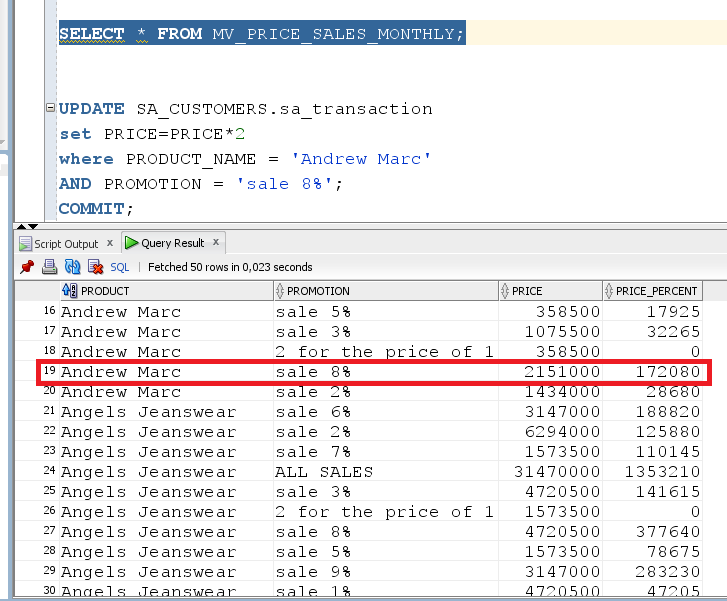 SELECT * FROM MV_PRICE_SALES_MONTHLY;
UPDATE SA_CUSTOMERS.sa_transaction
set PRICE=PRICE*2
where PRODUCT_NAME = 'Andrew Marc'
AND PROMOTION = 'sale 8%';
COMMIT;
Script Output x Query Result x
SQL | Fetched 50 rows in 0,023 seconds
PRODUCT PROMOTION PRICE PRICE_PERCENT
16 Andrew Marc sale 5% 358500 17925
17 Andrew Marc sale 3% 1075500 32265
18 Andrew Marc 2 for the price of 1 358500 0
19 Andrew Marc sale 8% 2151000 172080
20 Andrew Marc sale 2% 1434000 28680
21 Angels Jeanswear sale 6% 3147000 188820
22 Angels Jeanswear sale 2% 6294000 125880
23 Angels Jeanswear sale 7% 1573500 110145
24 Angels Jeanswear ALL SALES 31470000 1353210
25 Angels Jeanswear sale 3% 4720500 141615
26 Angels Jeanswear 2 for the price of 1 1573500 0
27 Angels Jeanswear sale 8% 4720500 377640
28 Angels Jeanswear sale 5% 1573500 78675
29 Angels Jeanswear sale 9% 3147000 283230
30 Angels Jeanswear sale 1% 4720500 47205